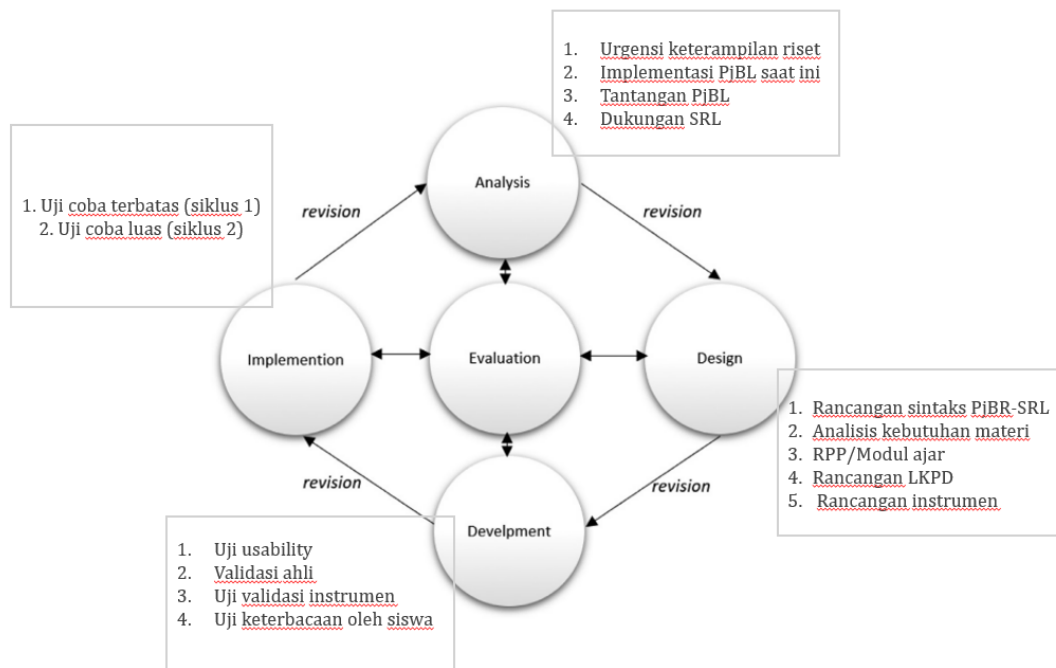 1. Urgensi keterampilan riset
2. Implementasi PjBL saat ini
3. Tantangan PjBL
4. Dukungan SRL
Analysis
1. Uji coba terbatas (siklus 1)
2. Uji coba luas (siklus 2)
revision
revision
Implemention
Evaluation
Design
1. Rancangan sintaks PjBR-SRL
2. Analisis kebutuhan materi
3. RPP/Modul ajar
4. Rancangan LKPD
5. Rancangan instrumen
revision
revision
Develpment
1. Uji usability
2. Validasi ahli
3. Uji validasi instrumen
4. Uji keterbacaan oleh siswa